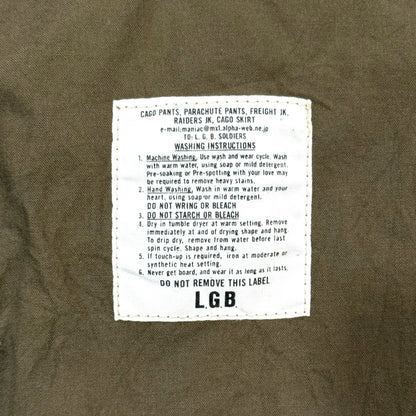 CAGO PANTS, PARACHUTE PANTS, FREIGHT JK,
RAIDERS JK, CAGO SKIRT
e-mail;maniac@mx1.alpha-web.ne.jp
TO: L. G. B. SOLDIERS
WASHING INSTRUCTIONS
1. Machine Washing, Use wash and wear cycle. Wash
with warm water, using soap or mild detergent.
Pre-soaking or Pre-spotting with your love may
be required to remove heavy stains.
2. Hand Washing, Wash in warm water and your
heart, using soap or mild detergent.
DO NOT WRING OR BLEACH
3. DO NOT STARCH OR BLEACH
4. Dry in tumble dryer at warm setting. Remove
immediately at and of drying shape and hang.
To drip dry, remove from water before last
spin cycle. Shape and hang.
5. If touch-up is required, iron at moderate or
synthetic heat setting.
6. Never get board, and wear it as long as it lasts.
DO NOT REMOVE THIS LABEL
L.G.B.